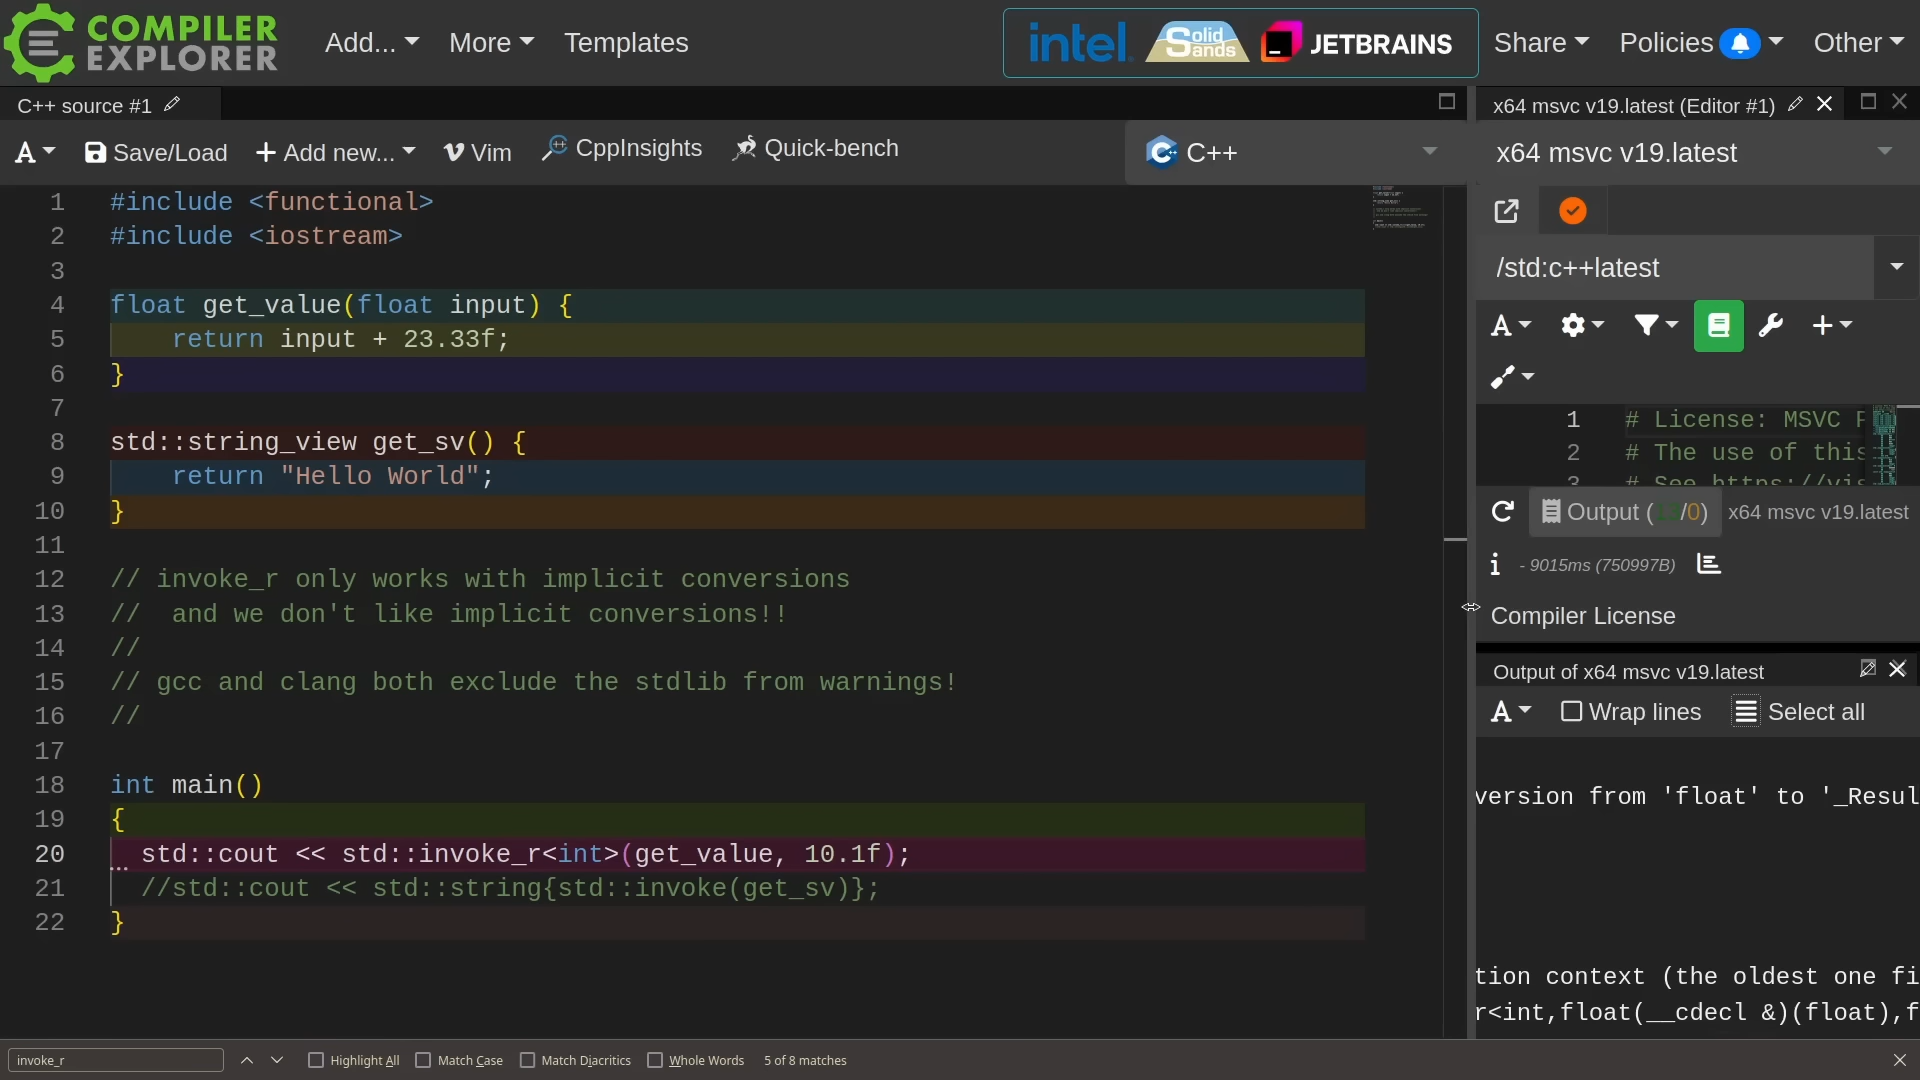 COMPILER EXPLORER
Add... More Templates
intel. Solid Sands JETBRAINS
Share Policies Other
C++ source #1
x64 msvc v19.latest (Editor #1)
A Save/Load + Add new... Vim CppInsights Quick-bench
C++
x64 msvc v19.latest
/std:c++latest
1 #include <functional>
2 #include <iostream>
3
4 float get_value(float input) {
5 return input + 23.33f;
6 }
7
8 std::string_view get_sv() {
9 return "Hello World";
10 }
11
12 // invoke_r only works with implicit conversions
13 //  and we don't like implicit conversions!!
14 //
15 // gcc and clang both exclude the stdlib from warnings!
16 //
17
18 int main()
19 {
20 std::cout << std::invoke_r<int>(get_value, 10.1f);
21 //std::cout << std::string{std::invoke(get_sv)};
22 }
A
1 # License: MSVC P
2 # The use of this
3 # See https://vis
Output ( /0) x64 msvc v19.latest
i - 9015ms (750997B)
Compiler License
Output of x64 msvc v19.latest
A Wrap lines Select all
version from 'float' to '_Resul
tion context (the oldest one fi
r<int,float(__cdecl &)(float),f
invoke_r Highlight All Match Case Match Diacritics Whole Words 5 of 8 matches